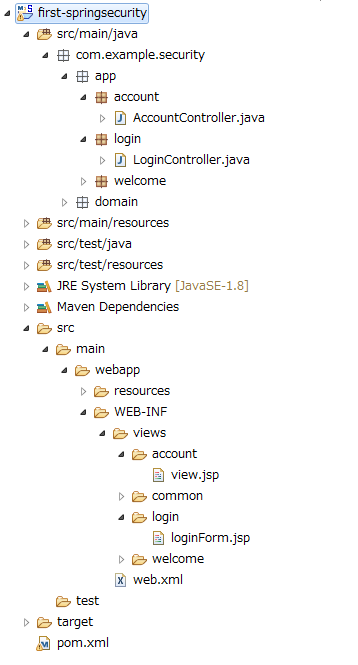 first-springsecurity
src/main/java
com.example.security
app
account
AccountController.java
login
LoginController.java
welcome
domain
src/main/resources
src/test/java
src/test/resources
JRE System Library [JavaSE-1.8]
Maven Dependencies
src
main
webapp
resources
WEB-INF
views
account
view.jsp
common
login
loginForm.jsp
welcome
web.xml
test
target
pom.xml